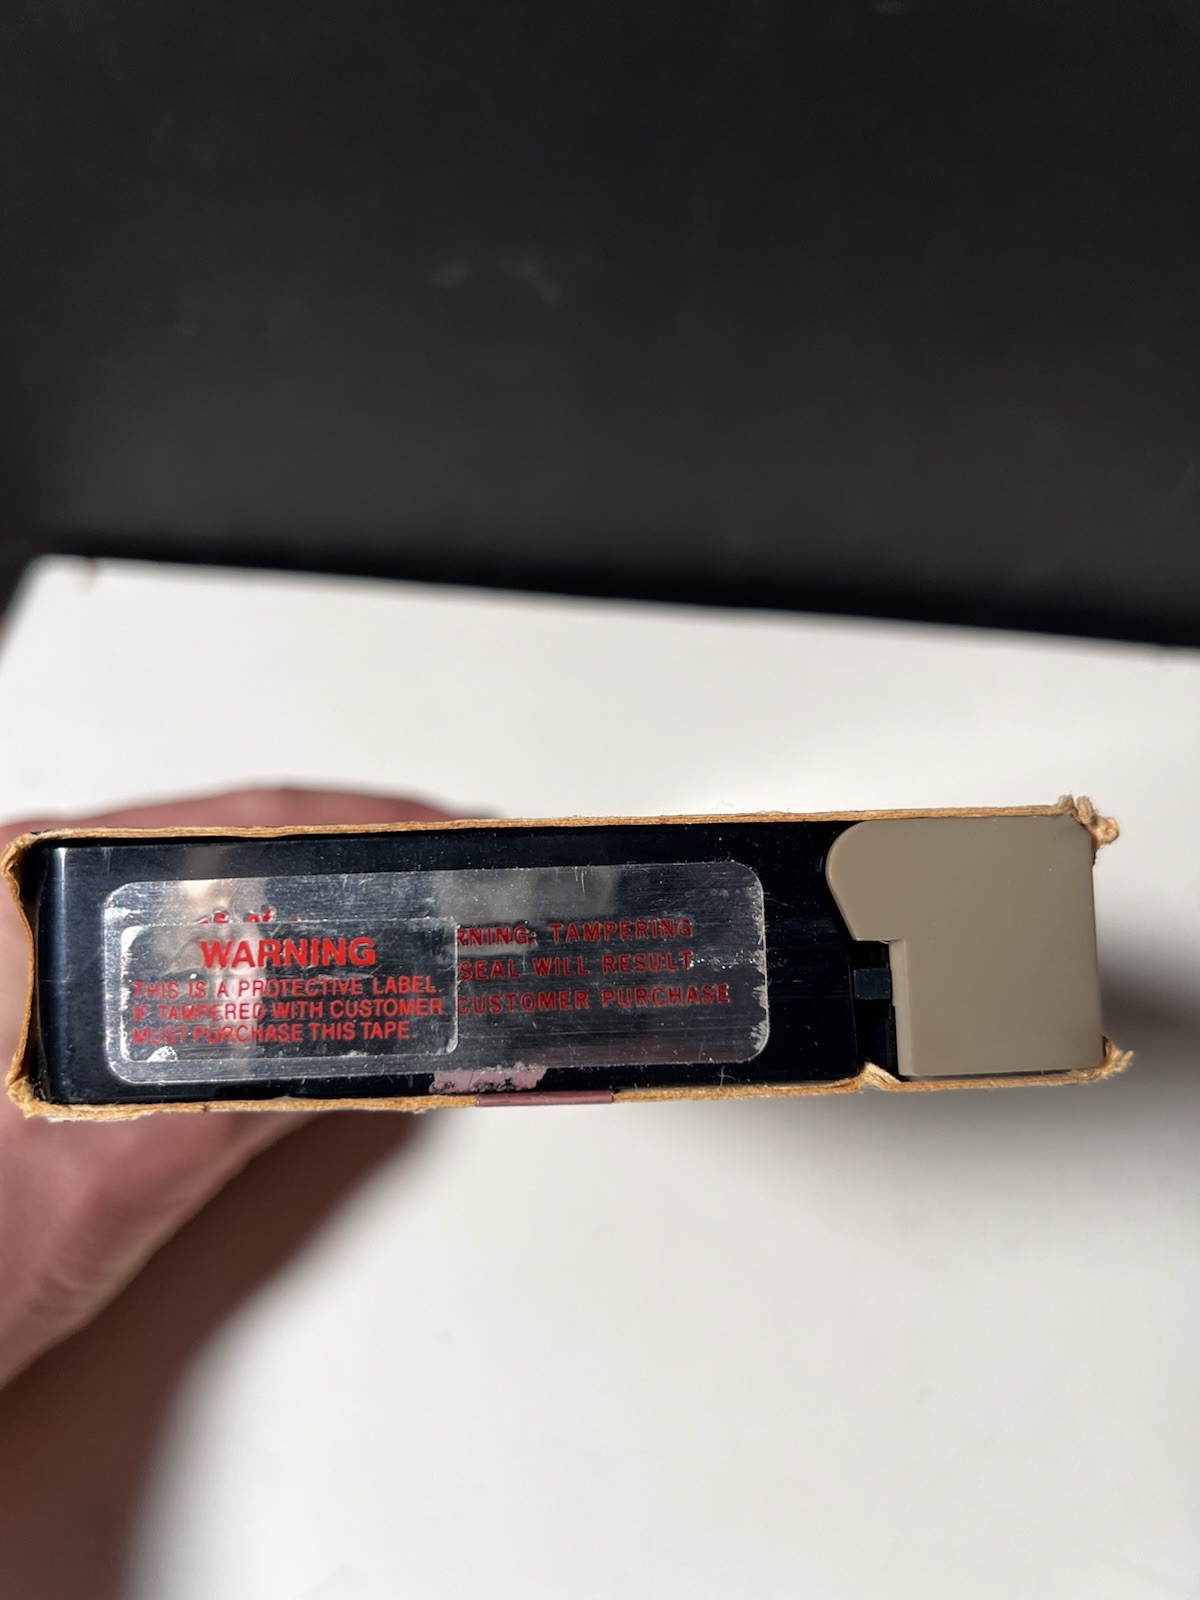 WARNING
THIS IS A PROTECTIVE LABEL.
IF TAMPERED WITH CUSTOMER
MUST PURCHASE THIS TAPE.
RNING: TAMPERING
SEAL WILL RESULT
CUSTOMER PURCHASE